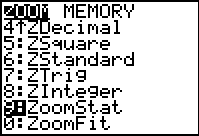 ZOOM MEMORY
4↑ZDecimal
5:ZSquare
6:ZStandard
7:ZTrig
8:ZInteger
9:ZoomStat
0:ZoomFit